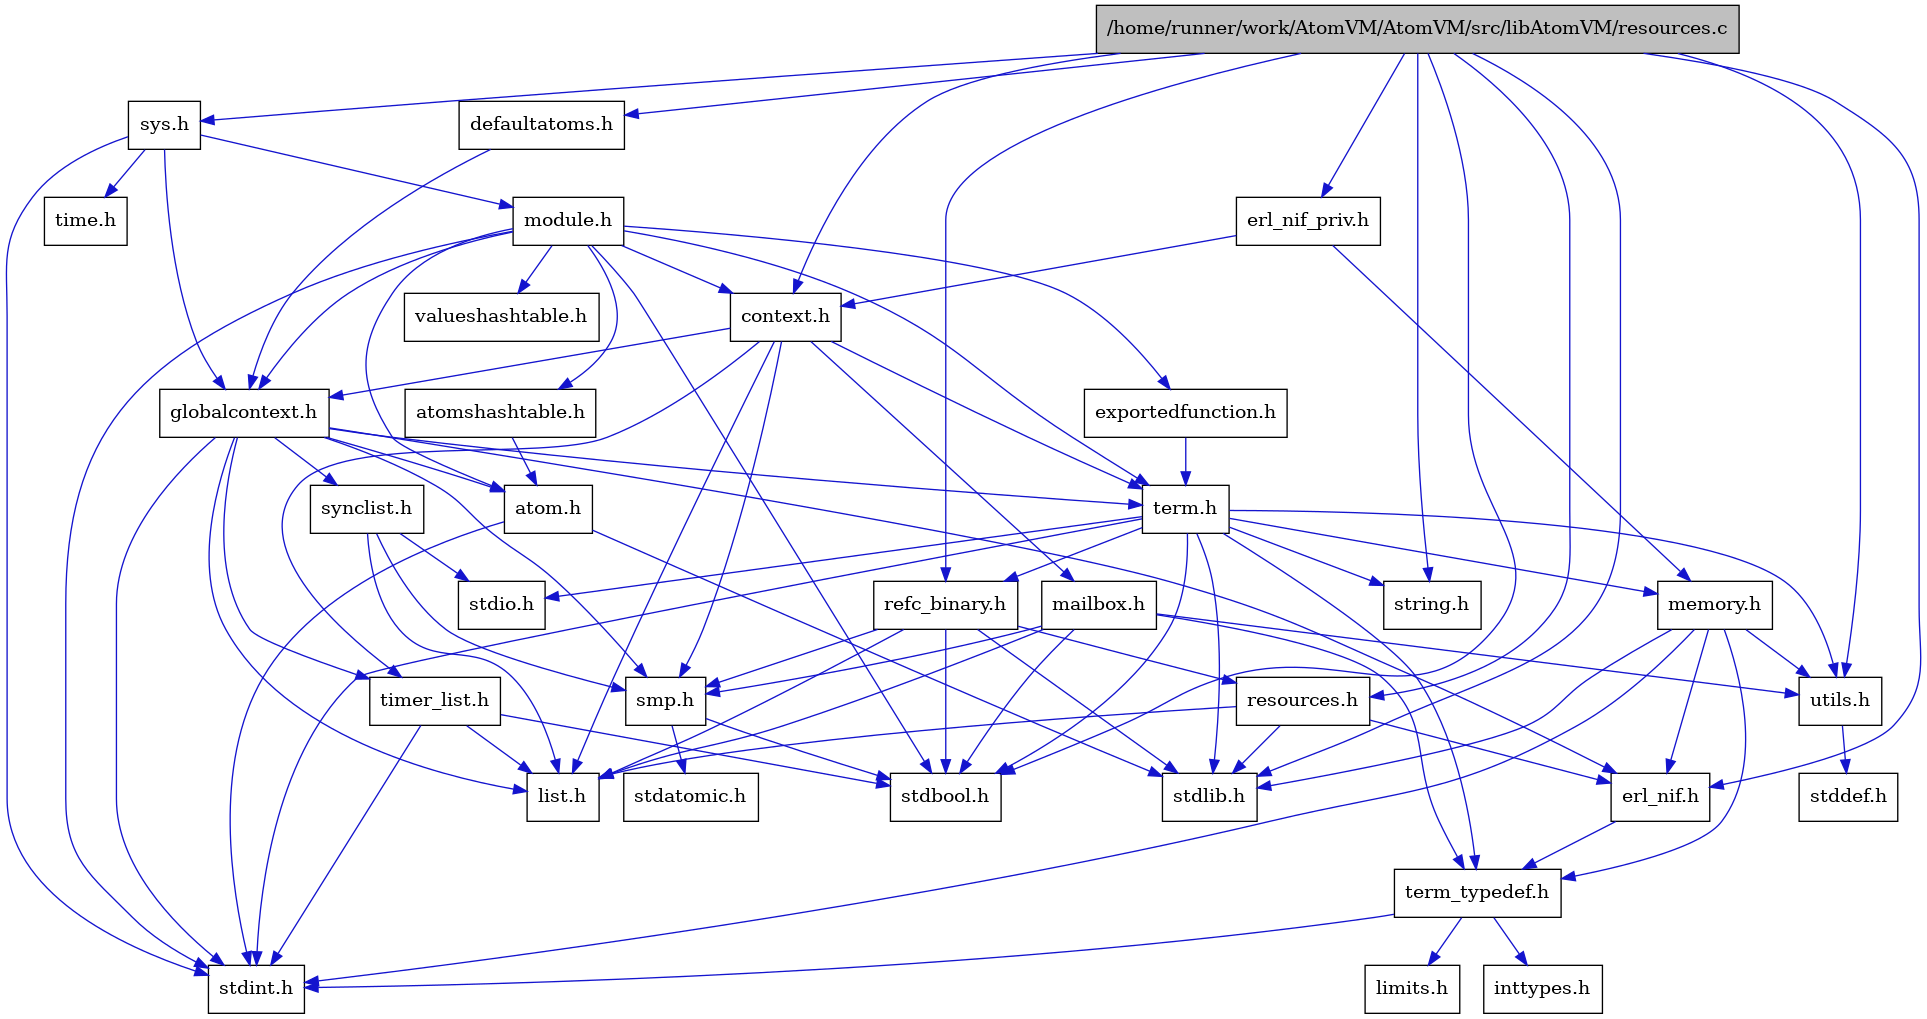 /home/runner/work/AtomVM/AtomVM/src/libAtomVM/resources.c
sys.h
defaultatoms.h
time.h
module.h
erl_nif_priv.h
valueshashtable.h
context.h
globalcontext.h
atomshashtable.h
exportedfunction.h
synclist.h
atom.h
term.h
stdio.h
refc_binary.h
mailbox.h
string.h
memory.h
timer_list.h
smp.h
resources.h
utils.h
list.h
stdatomic.h
stdbool.h
stdlib.h
erl_nif.h
stddef.h
term_typedef.h
stdint.h
limits.h
inttypes.h